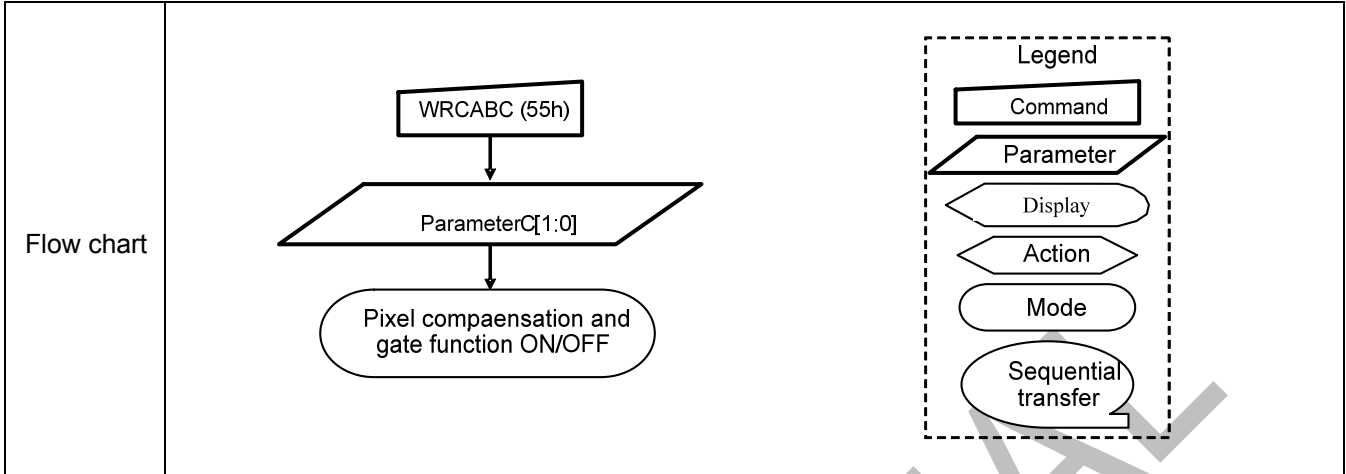 Flow chart
WRCABC (55h)
ParameterC[1:0]
Pixel compaensation and
gate function ON/OFF
Legend
Command
Parameter
Display
Action
Mode
Sequential
transfer